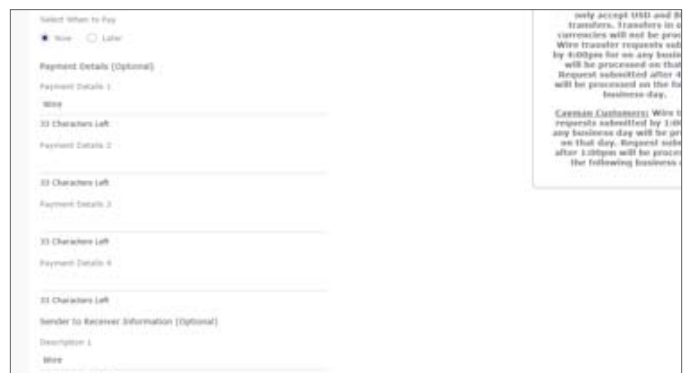 Select When to Pay
Now Later
Payment Details (Optional)
Payment Details 1
Wire
33 Characters Left
Payment Details 2
33 Characters Left
Payment Details 3
33 Characters Left
Payment Details 4
33 Characters Left
Sender to Receiver Information (Optional)
Description 1
Wire
only accept USD and
transfers. Transfers in
currencies will not be
Wire transfer requests
by 4:00pm for on any
will be processed on that
Request submitted after
will be processed on the
business day.
Cayman Customers: Wire
requests submitted by
any business day will be
on that day. Request
after 1:00pm will be
the following business